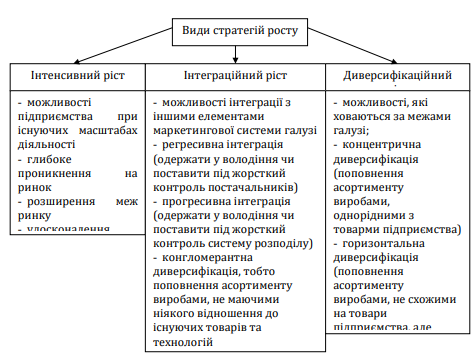 Види стратегій росту
Інтенсивний ріст
- можливості
підприємства при
існуючих масштабах
діяльності
- глибоке
проникнення на
ринок
- розширення меж
ринку
- удосконалення
Інтеграційний ріст
- можливості інтеграції з
іншими елементами
маркетингової системи галузі
- регресивна інтеграція
(одержати у володіння чи
поставити під жорсткий
контроль постачальників)
- прогресивна інтеграція
(одержати у володіння чи
поставити під жорсткий
контроль систему розподілу)
- конгломерантна
диверсифікація, тобто
поповнення асортименту
виробами, не маючими
ніякого відношення до
існуючих товарів та
технологій
Диверсифікаційний
- можливості, які
ховаються за межами
галузі;
- концентрична
диверсифікація
(поповнення
асортименту
виробами,
однорідними з
товарми підприємства)
- горизонтальна
диверсифікація
(поповнення
асортименту
виробами, не схожими
на товари
підприємства, але